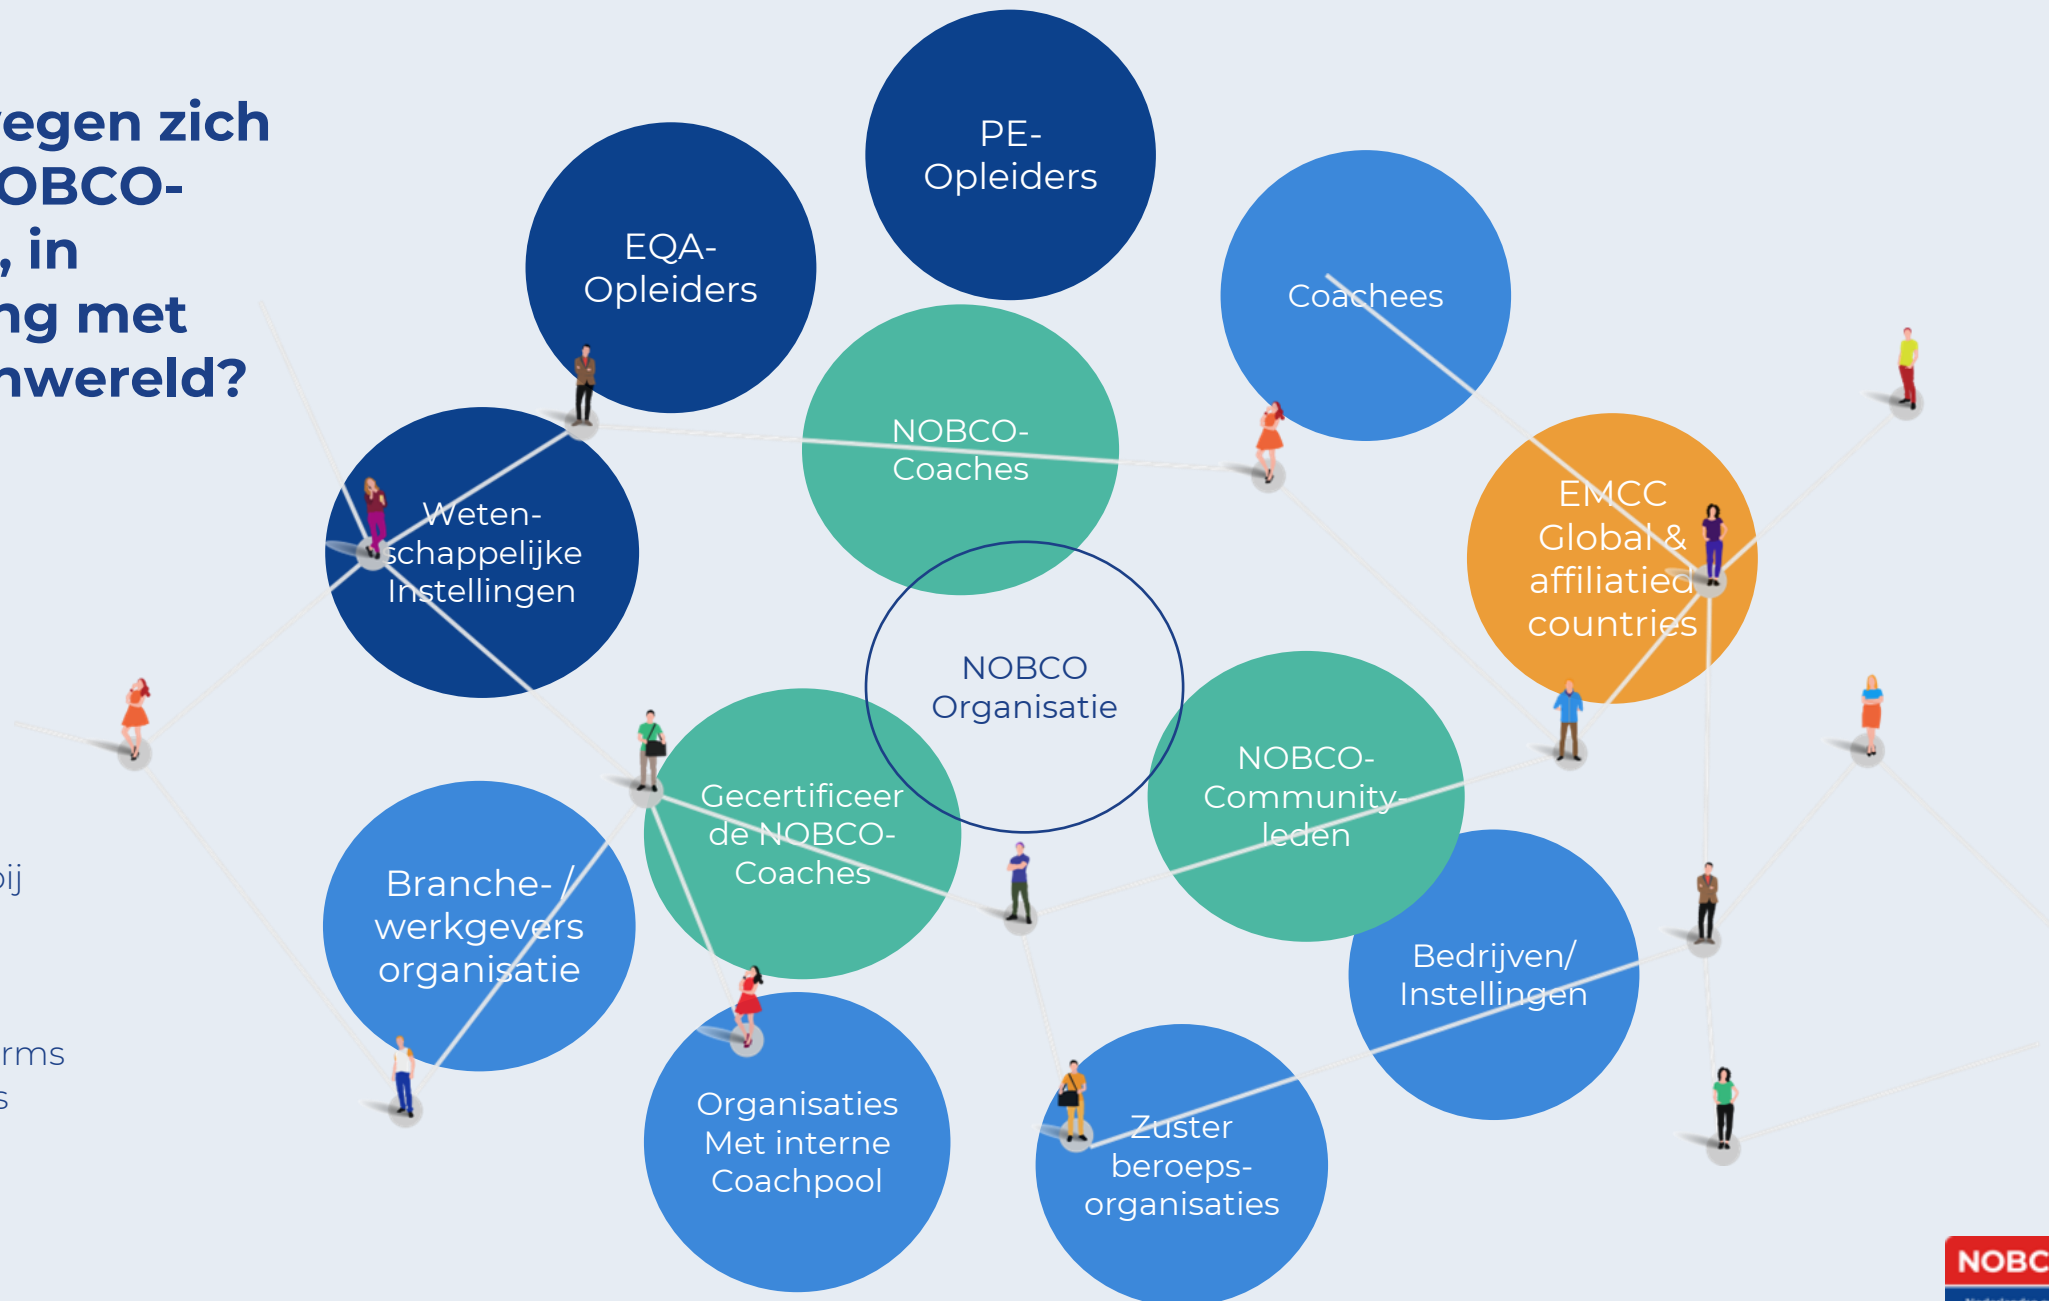 egen zich
OBCO-
, in
ng met
nwereld?
PE-
Opleiders
EQA-
Opleiders
Coachees
NOBCO-
Coaches
EMCC
Global &
affiliatied
countries
Weten-
schappelijke
Instellingen
NOBCO
Organisatie
NOBCO-
Community-
leden
Gecertificeer
de NOBCO-
Coaches
Branche- /
werkgevers
organisatie
Bedrijven/
Instellingen
Organisaties
Met interne
Coachpool
Zuster
beroeps-
organisaties
bij
rms
s
NOBC